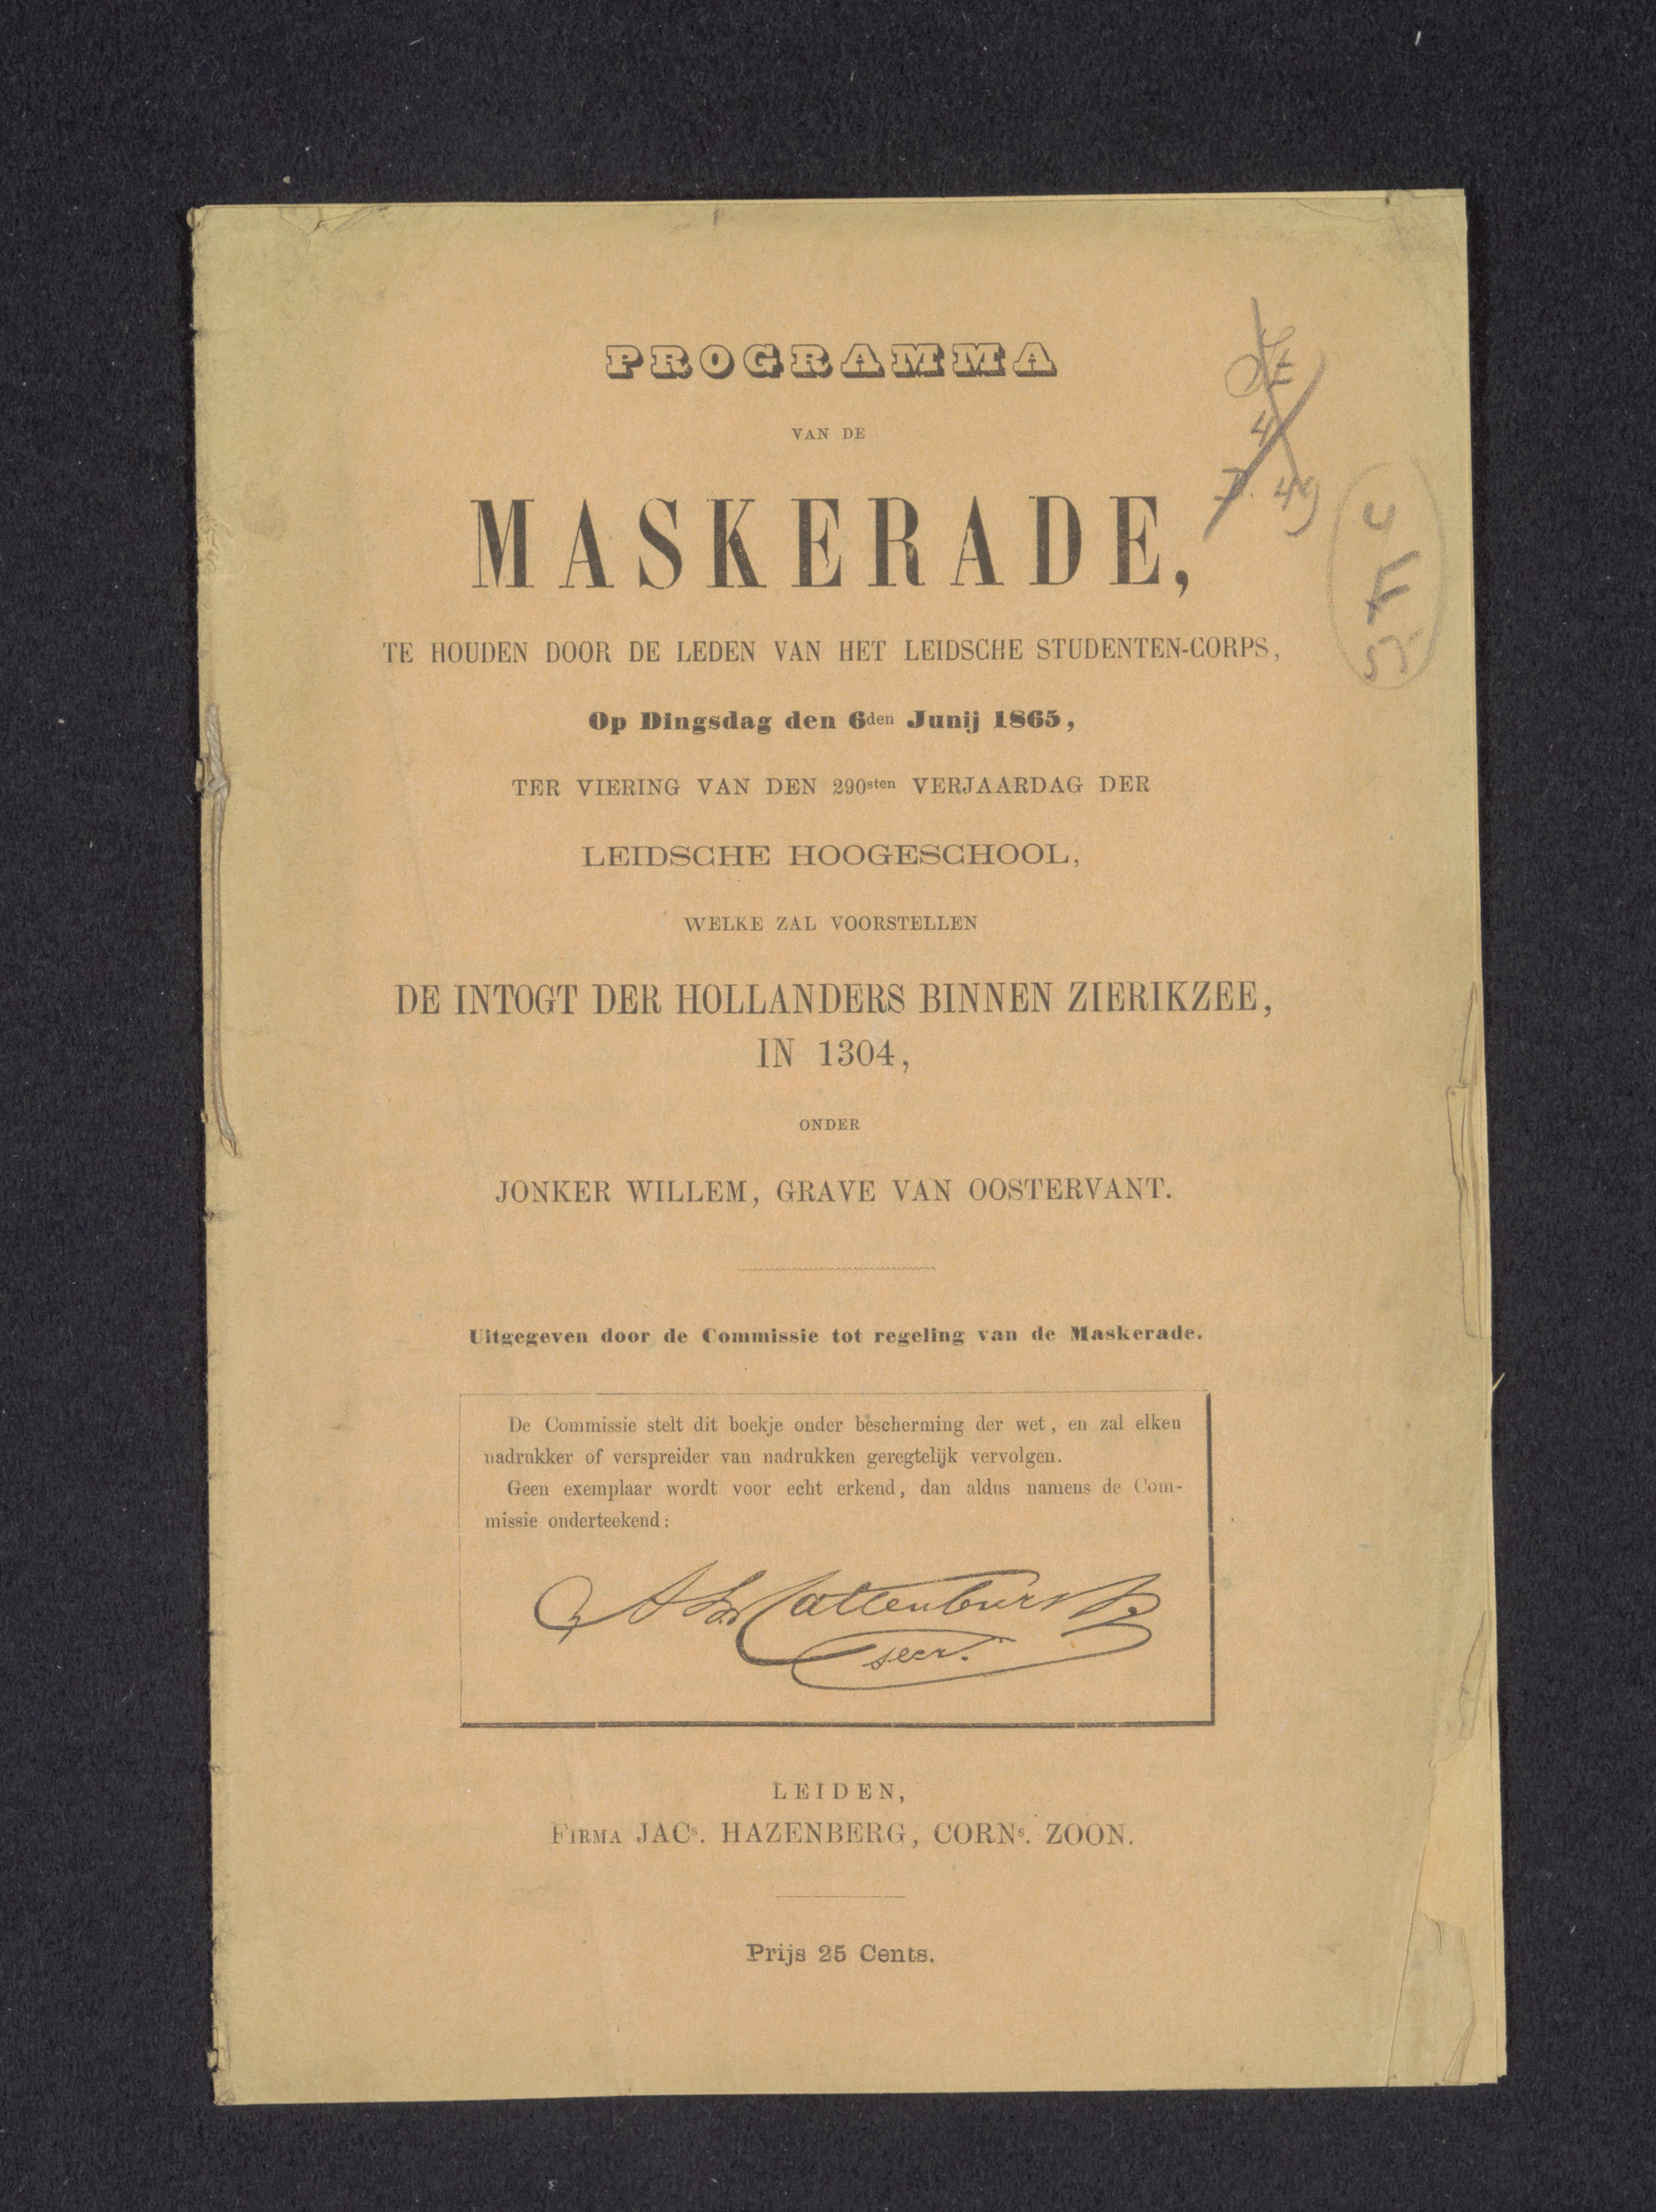 PROGRAMMA
VAN DE
MASKERADE,
TE HOUDEN DOOR DE LEDEN VAN HET LEIDSCHE STUDENTEN-CORPS,
Op Dingsdag den 6den Junij 1865,
TER VIERING VAN DEN 290sten VERJAARDAG DER
LEIDSCHE HOOGESCHOOL,
WELKE ZAL VOORSTELLEN
DE INTOGT DER HOLLANDERS BINNEN ZIERIKZEE,
IN 1304,
ONDER
JONKER WILLEM, GRAVE VAN OOSTERVANT.
Uitgegeven door de Commissie tot regeling van de Maskerade.
De Commissie stelt dit boekje onder bescherming der wet, en zal elken
nadrukker of verspreider van nadrukken geregtelijk vervolgen.
Geen exemplaar wordt voor echt erkend, dan aldus namens de Com-
missie onderteekend:
secr.
LEIDEN,
FIRMA JACs. HAZENBERG, CORNs. ZOON.
Prijs 25 Cents.
4
F
55